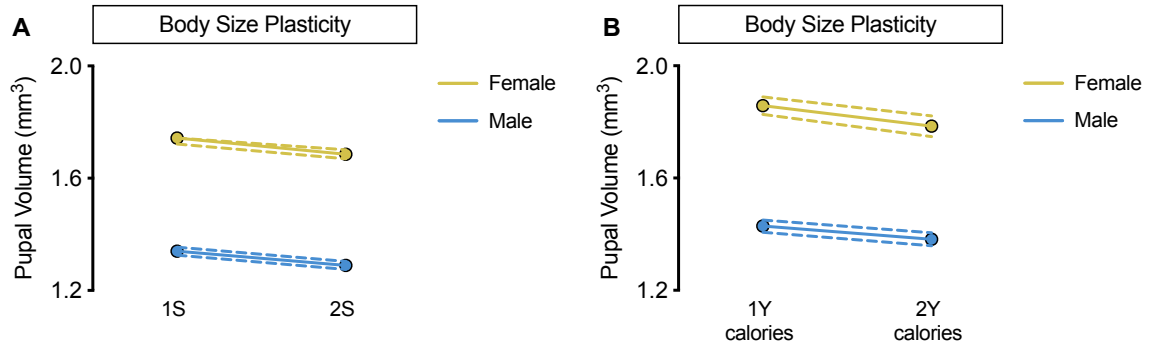 A
Body Size Plasticity
Pupal Volume (mm³)
2.0
1.6
1.2
1S
2S
Female
Male
B
Body Size Plasticity
Pupal Volume (mm³)
2.0
1.6
1.2
1Y
calories
2Y
calories
Female
Male